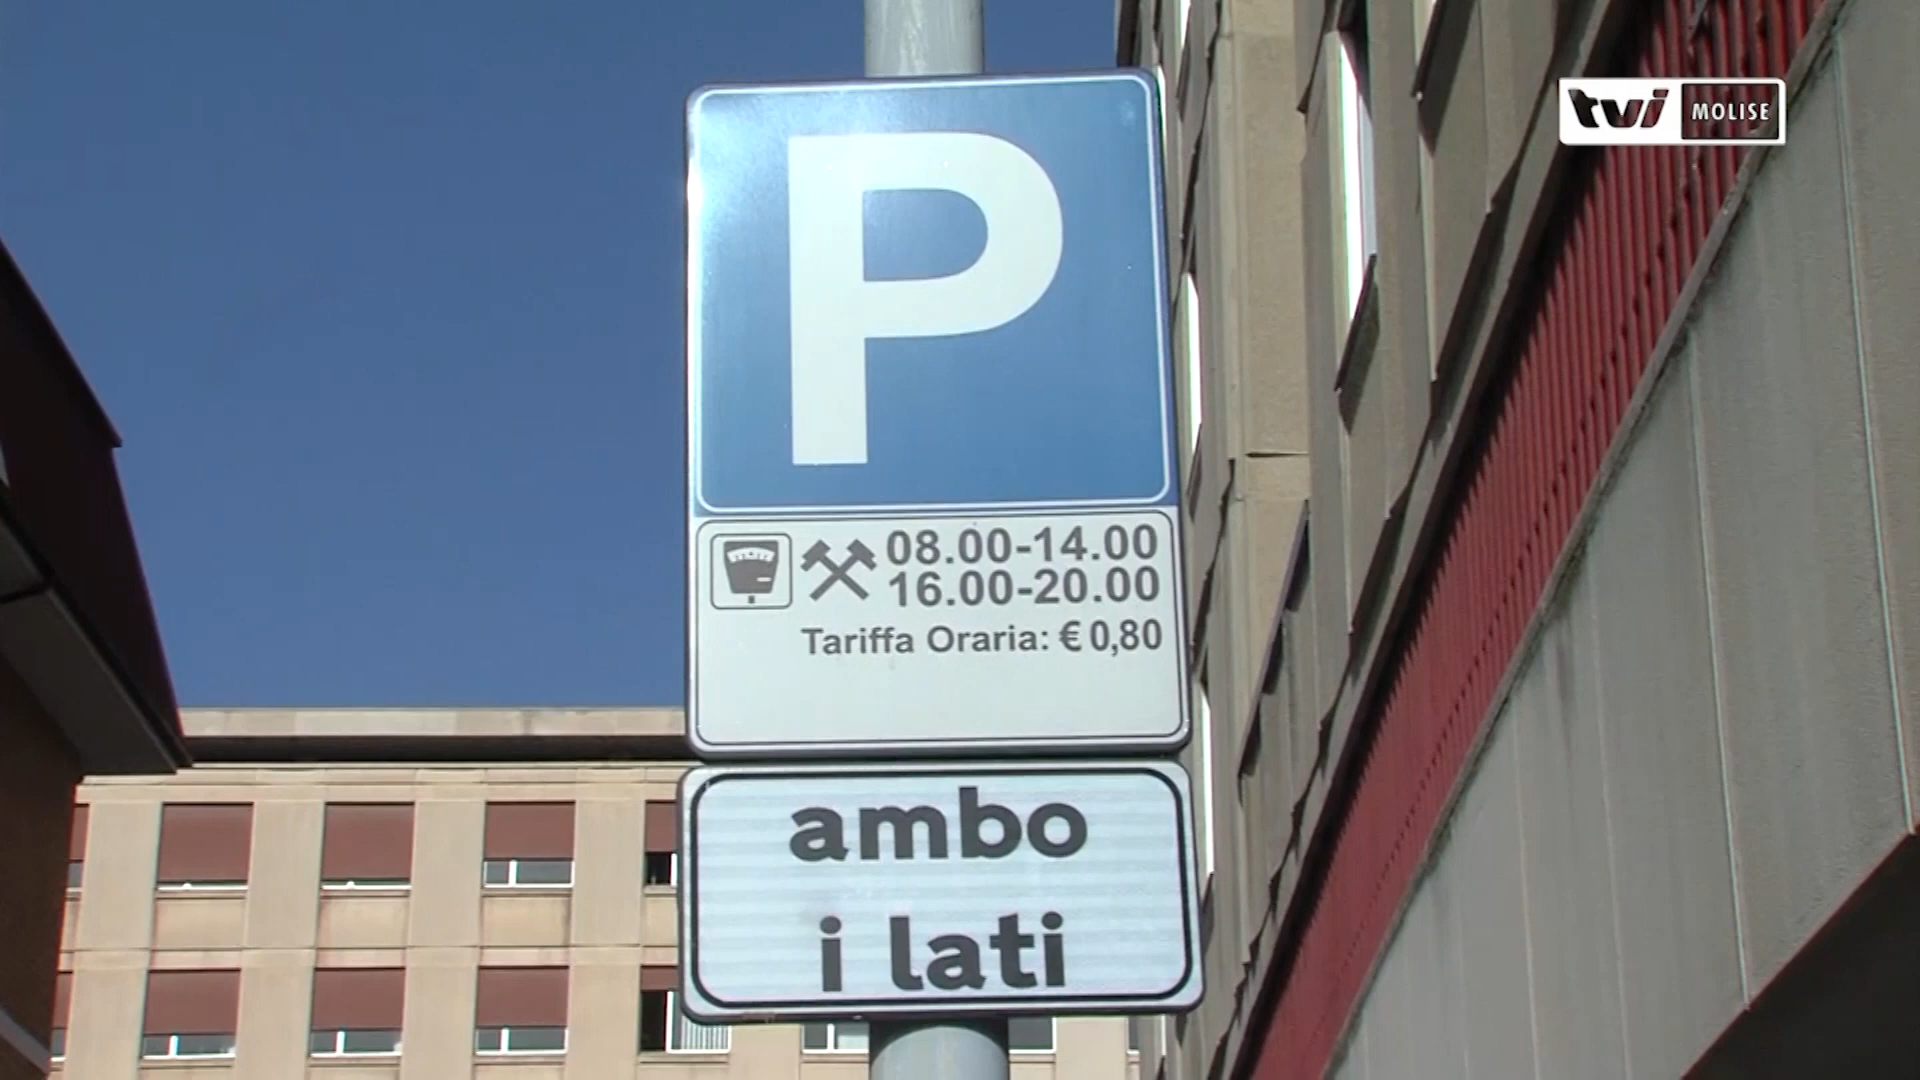 tvi MOLISE
P
08.00-14.00
16.00-20.00
Tariffa Oraria: € 0,80
ambo
i lati